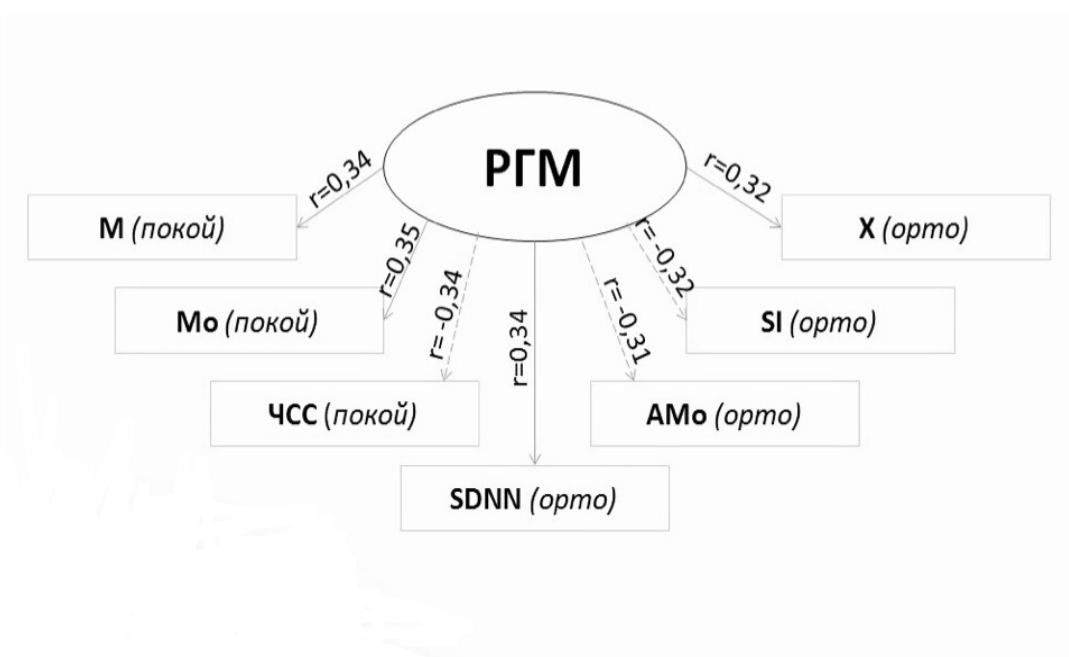 РГМ
r=0,34
r=0,32
М (покой)
Х (орто)
r=0,35
r= -0,34
r=0,34
r= -0,31
r= -0,32
Мо (покой)
SI (орто)
ЧСС (покой)
АМо (орто)
SDNN (орто)